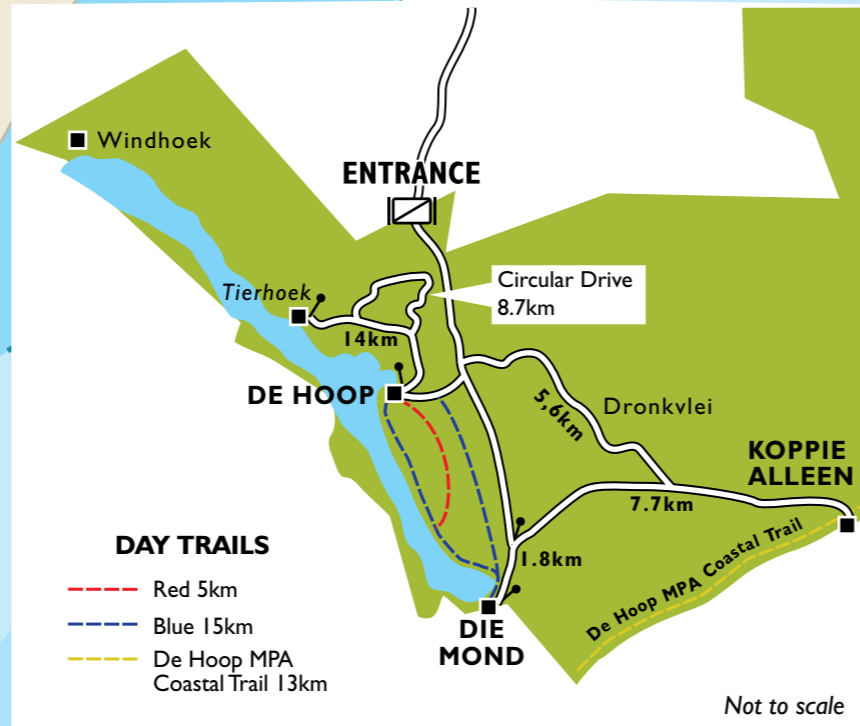 Windhoek
ENTRANCE
Circular Drive
8.7km
Tierhoek
14km
DE HOOP
5,6km
Dronkvlei
KOPPIE
ALLEEN
7.7km
1.8km
De Hoop MPA Coastal Trail
DIE
MOND
DAY TRAILS
Red 5km
Blue 15km
De Hoop MPA
Coastal Trail 13km
Not to scale